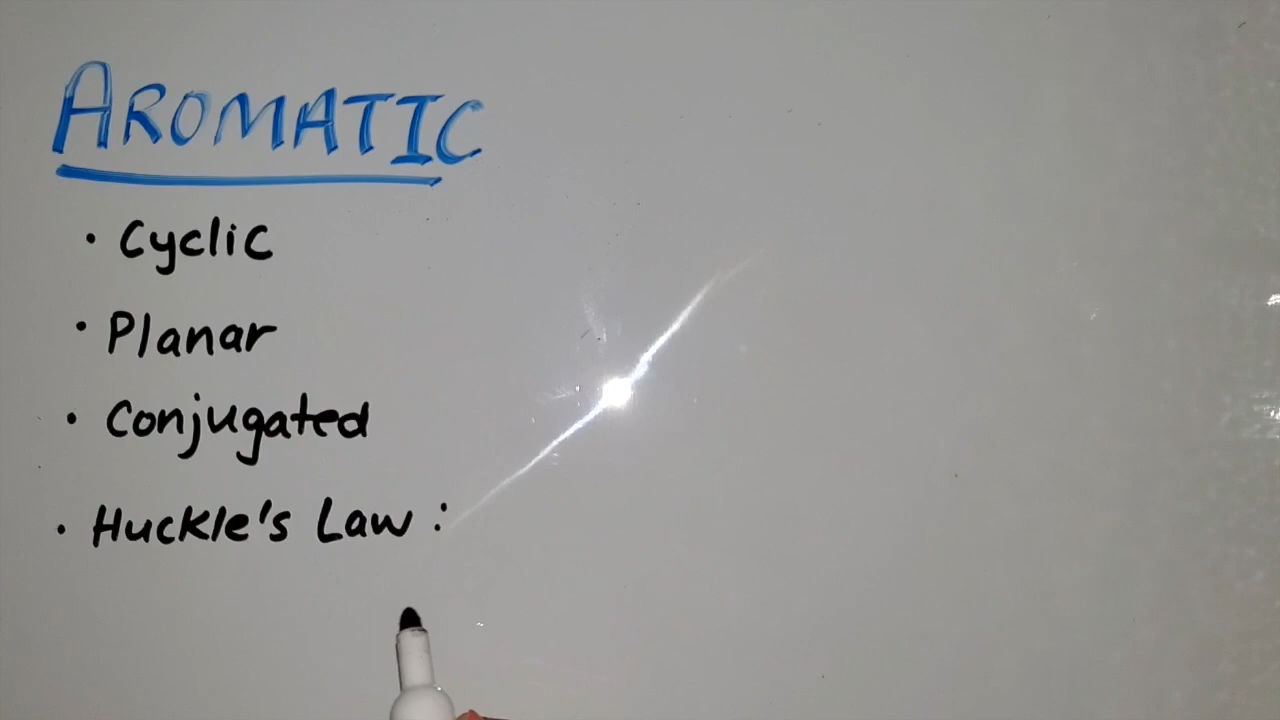 AROMATIC
· Cyclic
· Planar
· Conjugated
· Huckle's Law :